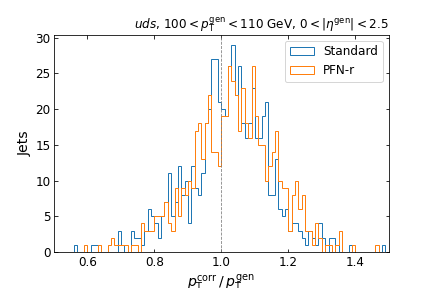 uds, 100 < p_T^gen < 110 GeV, 0 < |η^gen| < 2.5
30
25
20
15
10
5
0
Jets
Standard
PFN-r
0.6 0.8 1.0 1.2 1.4
p_T^corr / p_T^gen